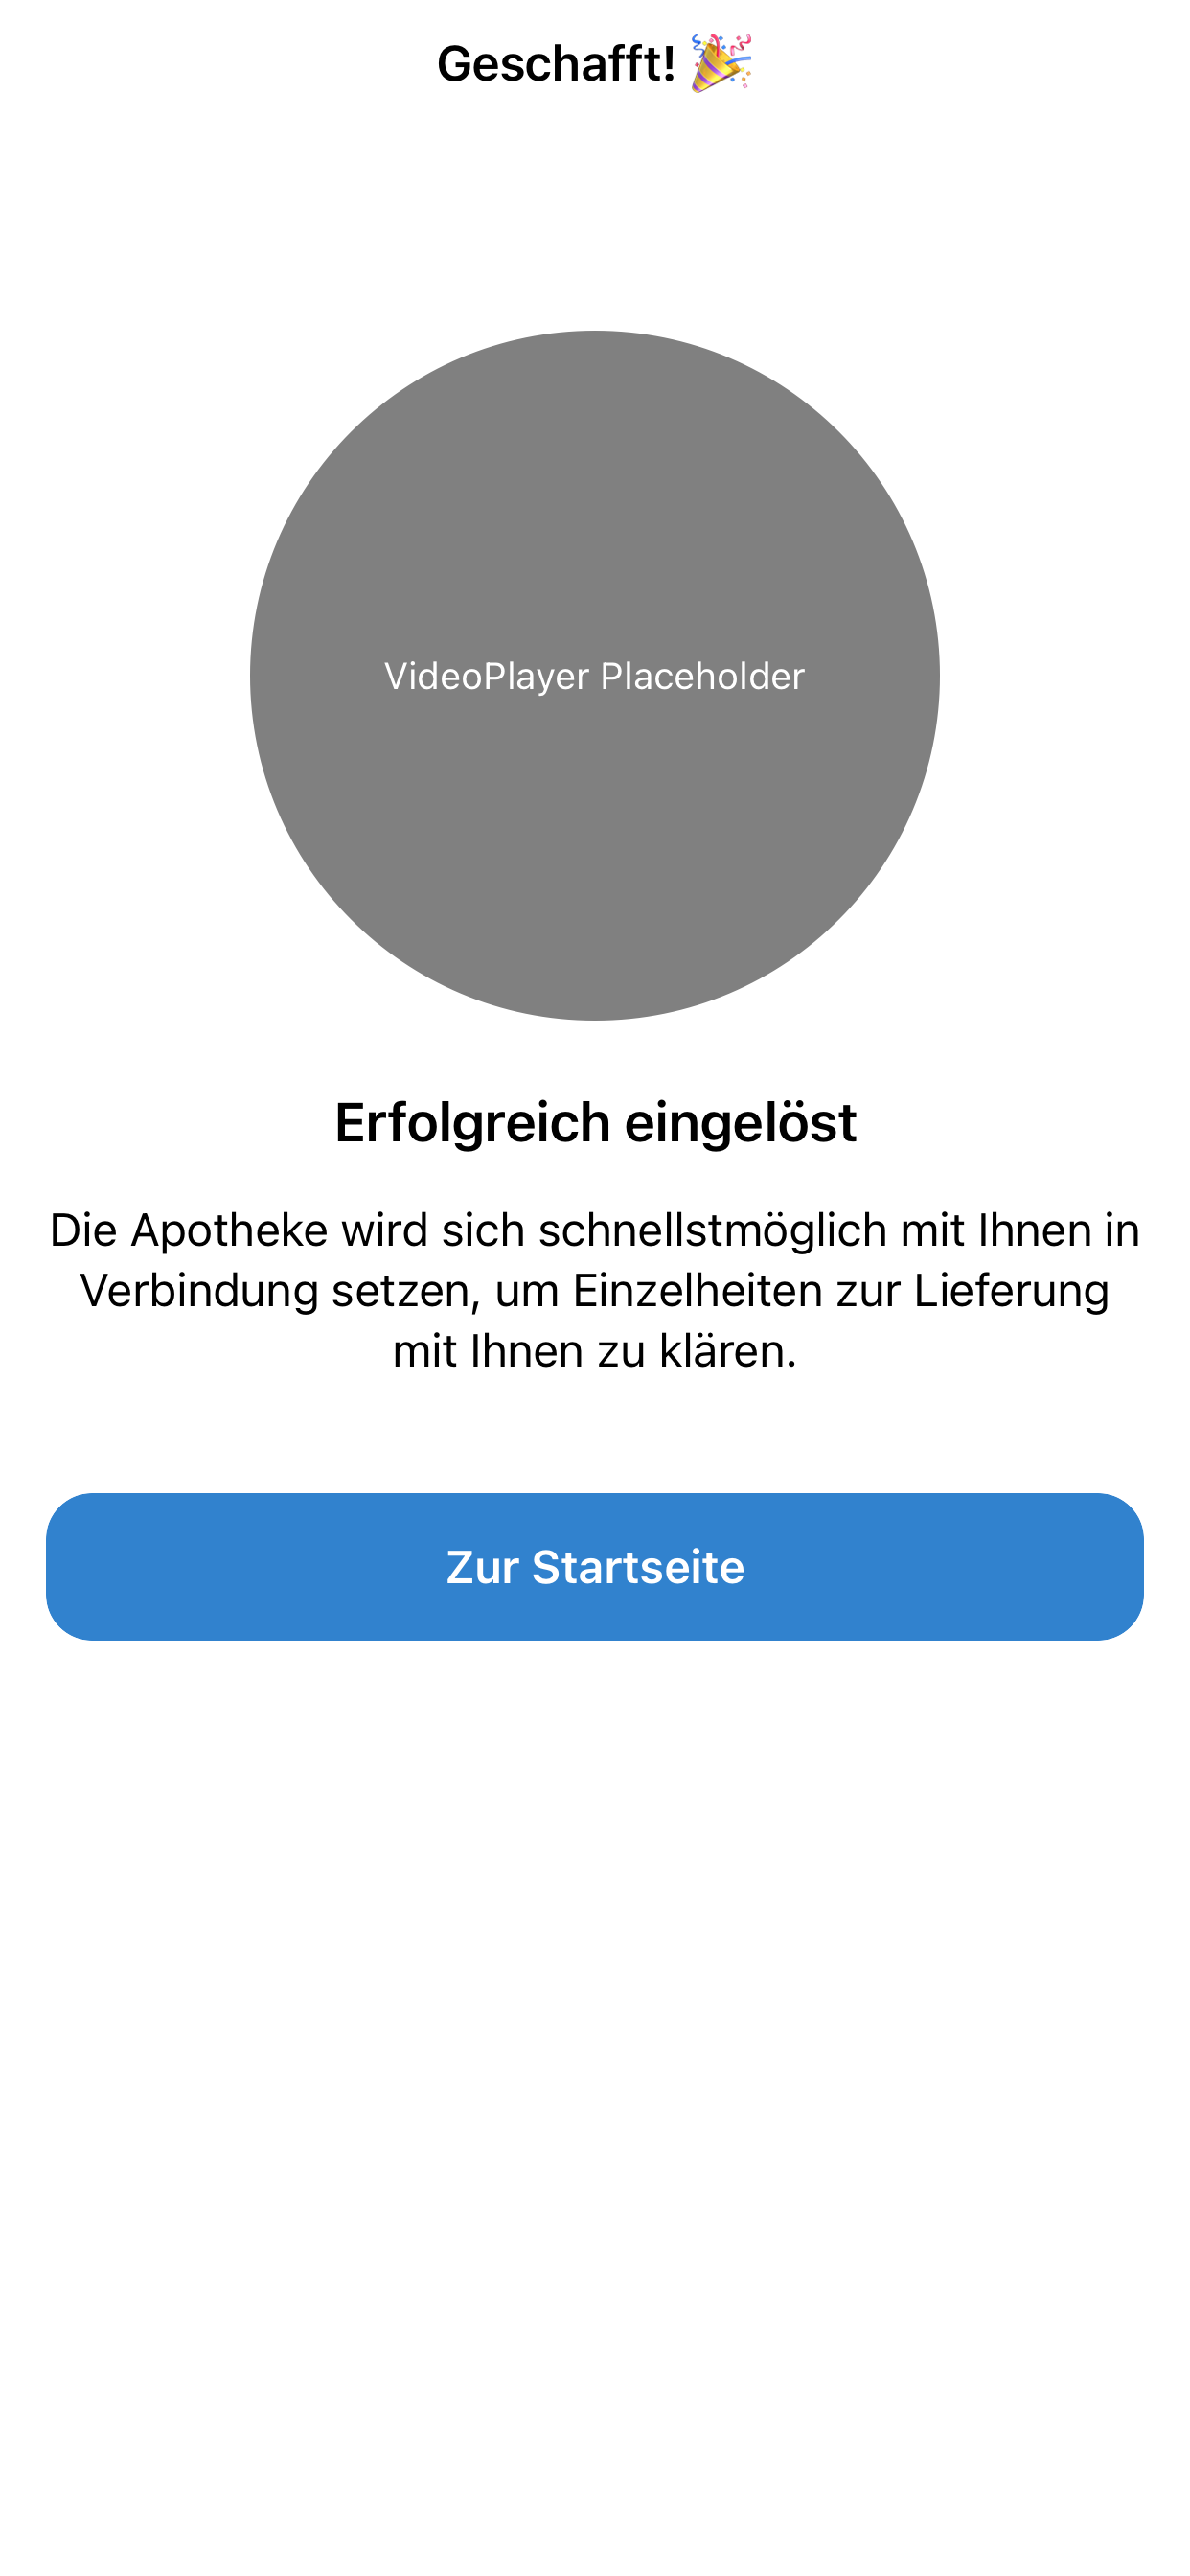 Geschafft! 🎉
VideoPlayer Placeholder
Erfolgreich eingelöst
Die Apotheke wird sich schnellstmöglich mit Ihnen in
Verbindung setzen, um Einzelheiten zur Lieferung
mit Ihnen zu klären.
Zur Startseite